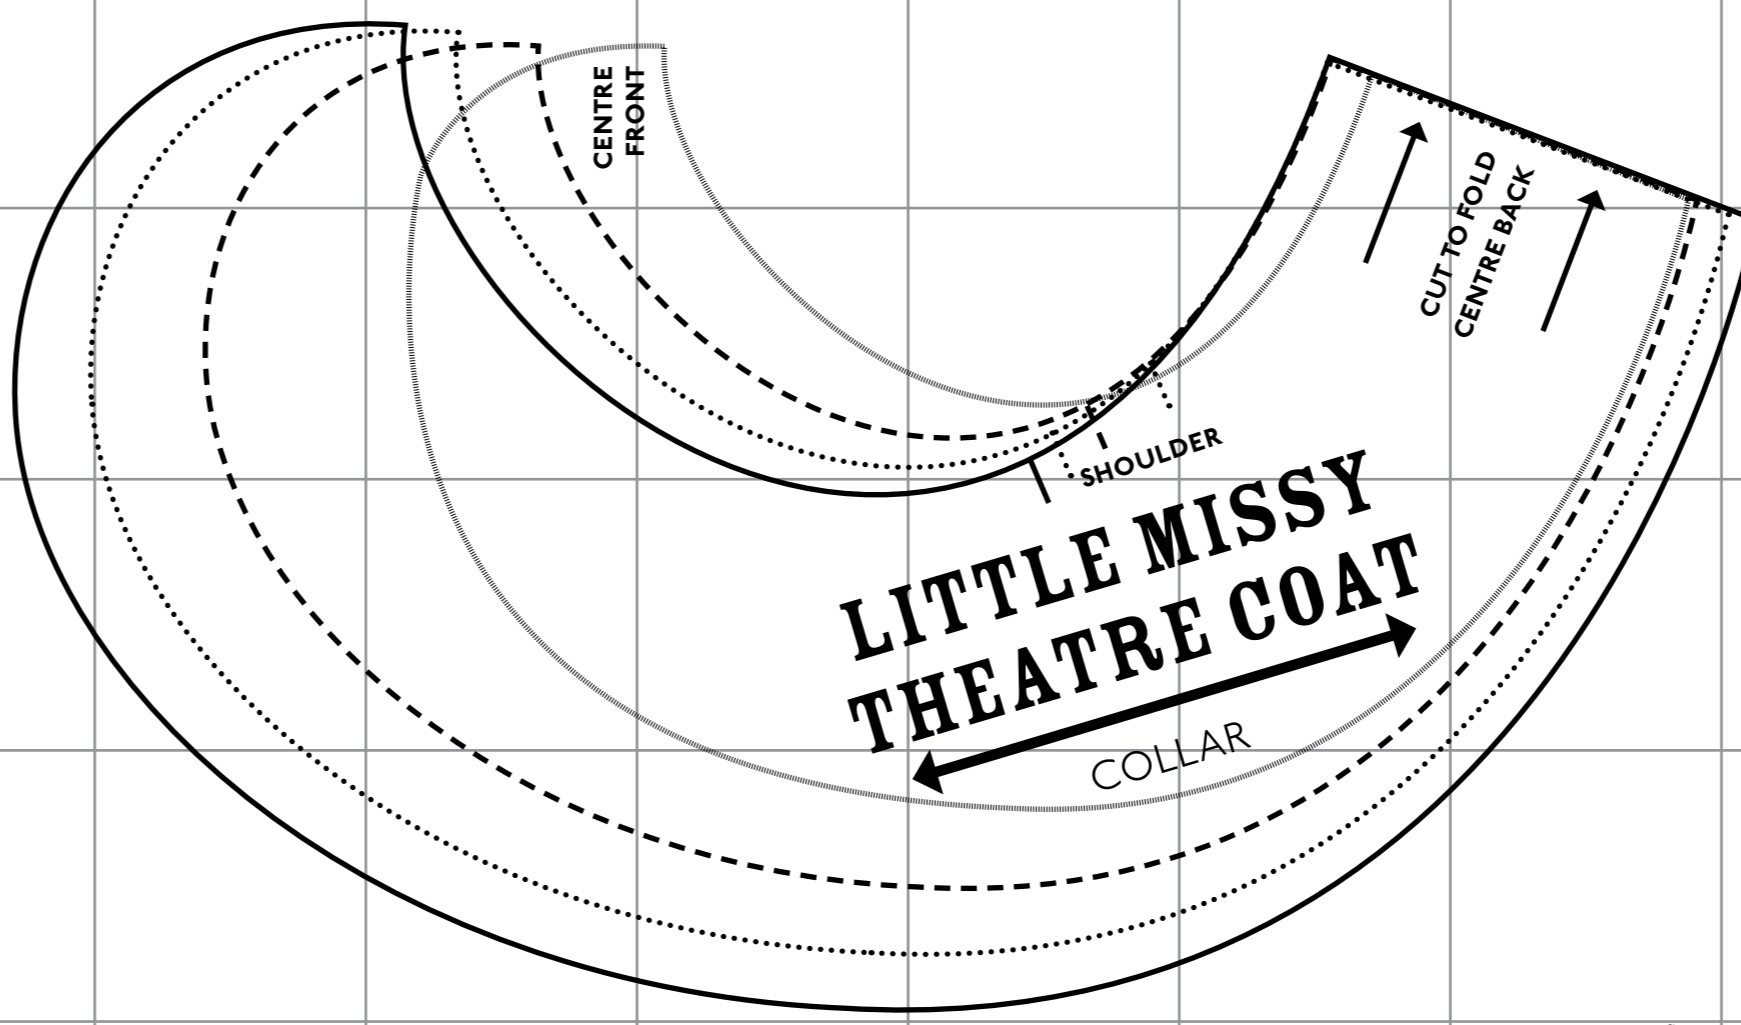 CENTRE
FRONT
CUT TO FOLD
CENTRE BACK
SHOULDER
LITTLE MISSY
THEATRE COAT
COLLAR